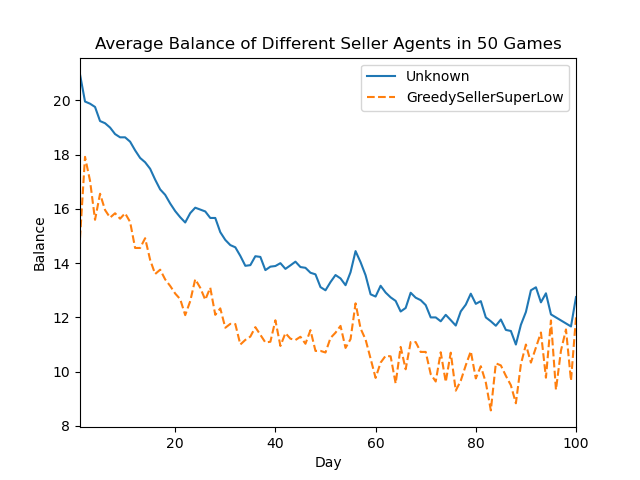 Average Balance of Different Seller Agents in 50 Games
Unknown
GreedySellerSuperLow
Balance
20
18
16
14
12
10
8
20
40
60
80
100
Day